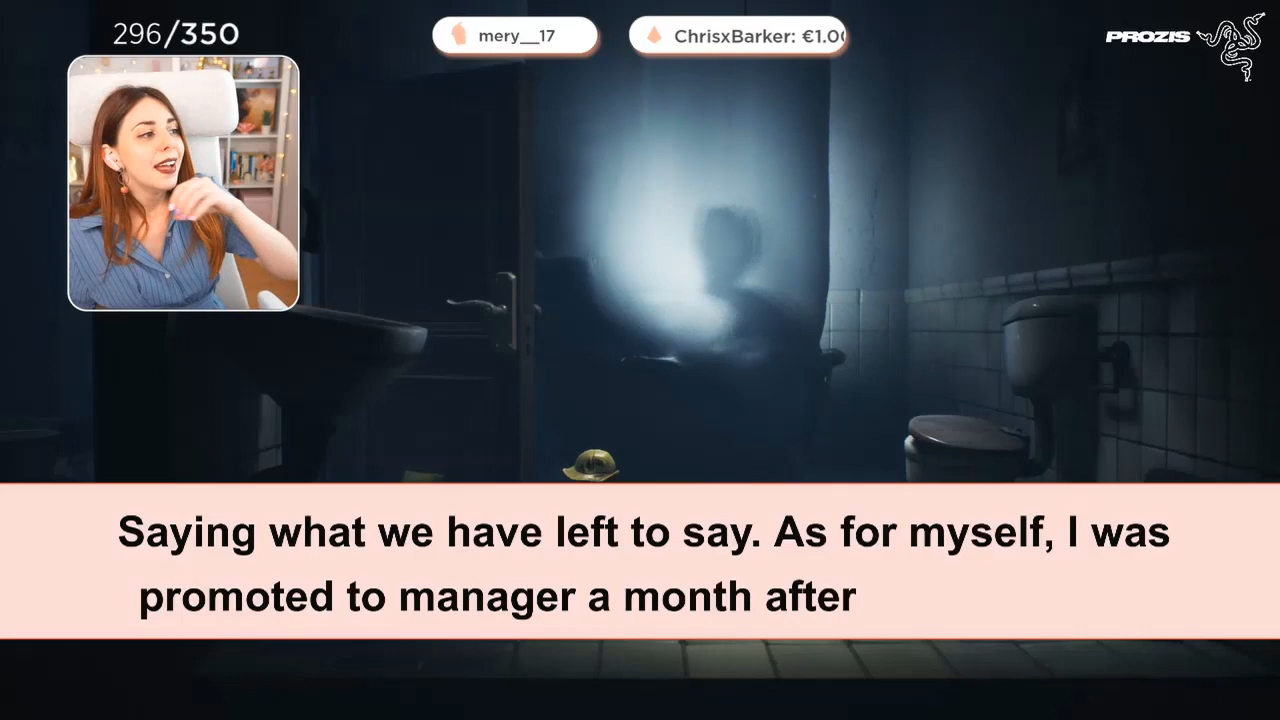 296/350
mery__17
ChrisxBarker: €1.0
PROZIS
Saying what we have left to say. As for myself, I was
promoted to manager a month after